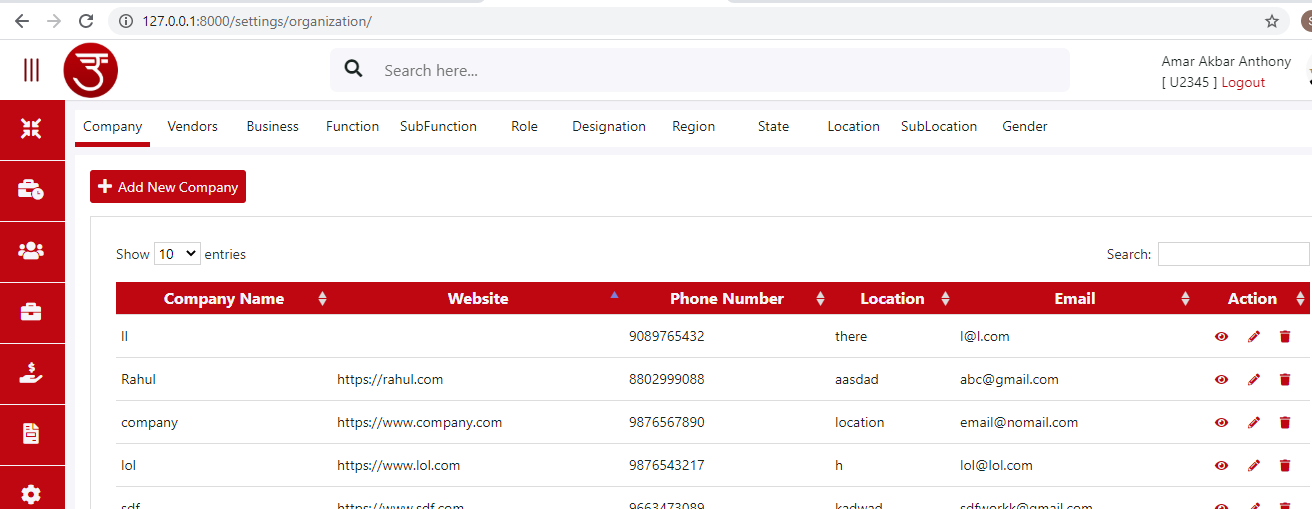 127.0.0.1:8000/settings/organization/
Search here...
Amar Akbar Anthony
[ U2345 ] Logout
Company Vendors Business Function SubFunction Role Designation Region State Location SubLocation Gender
Add New Company
Show 10 entries Search:
Company Name Website Phone Number Location Email Action
ll 9089765432 there l@l.com
Rahul https://rahul.com 8802999088 aasdad abc@gmail.com
company https://www.company.com 9876567890 location email@nomail.com
lol https://www.lol.com 9876543217 h lol@lol.com
sdf https://www.sdf.com 9663473089 kadwad sdfworkk@gmail.com